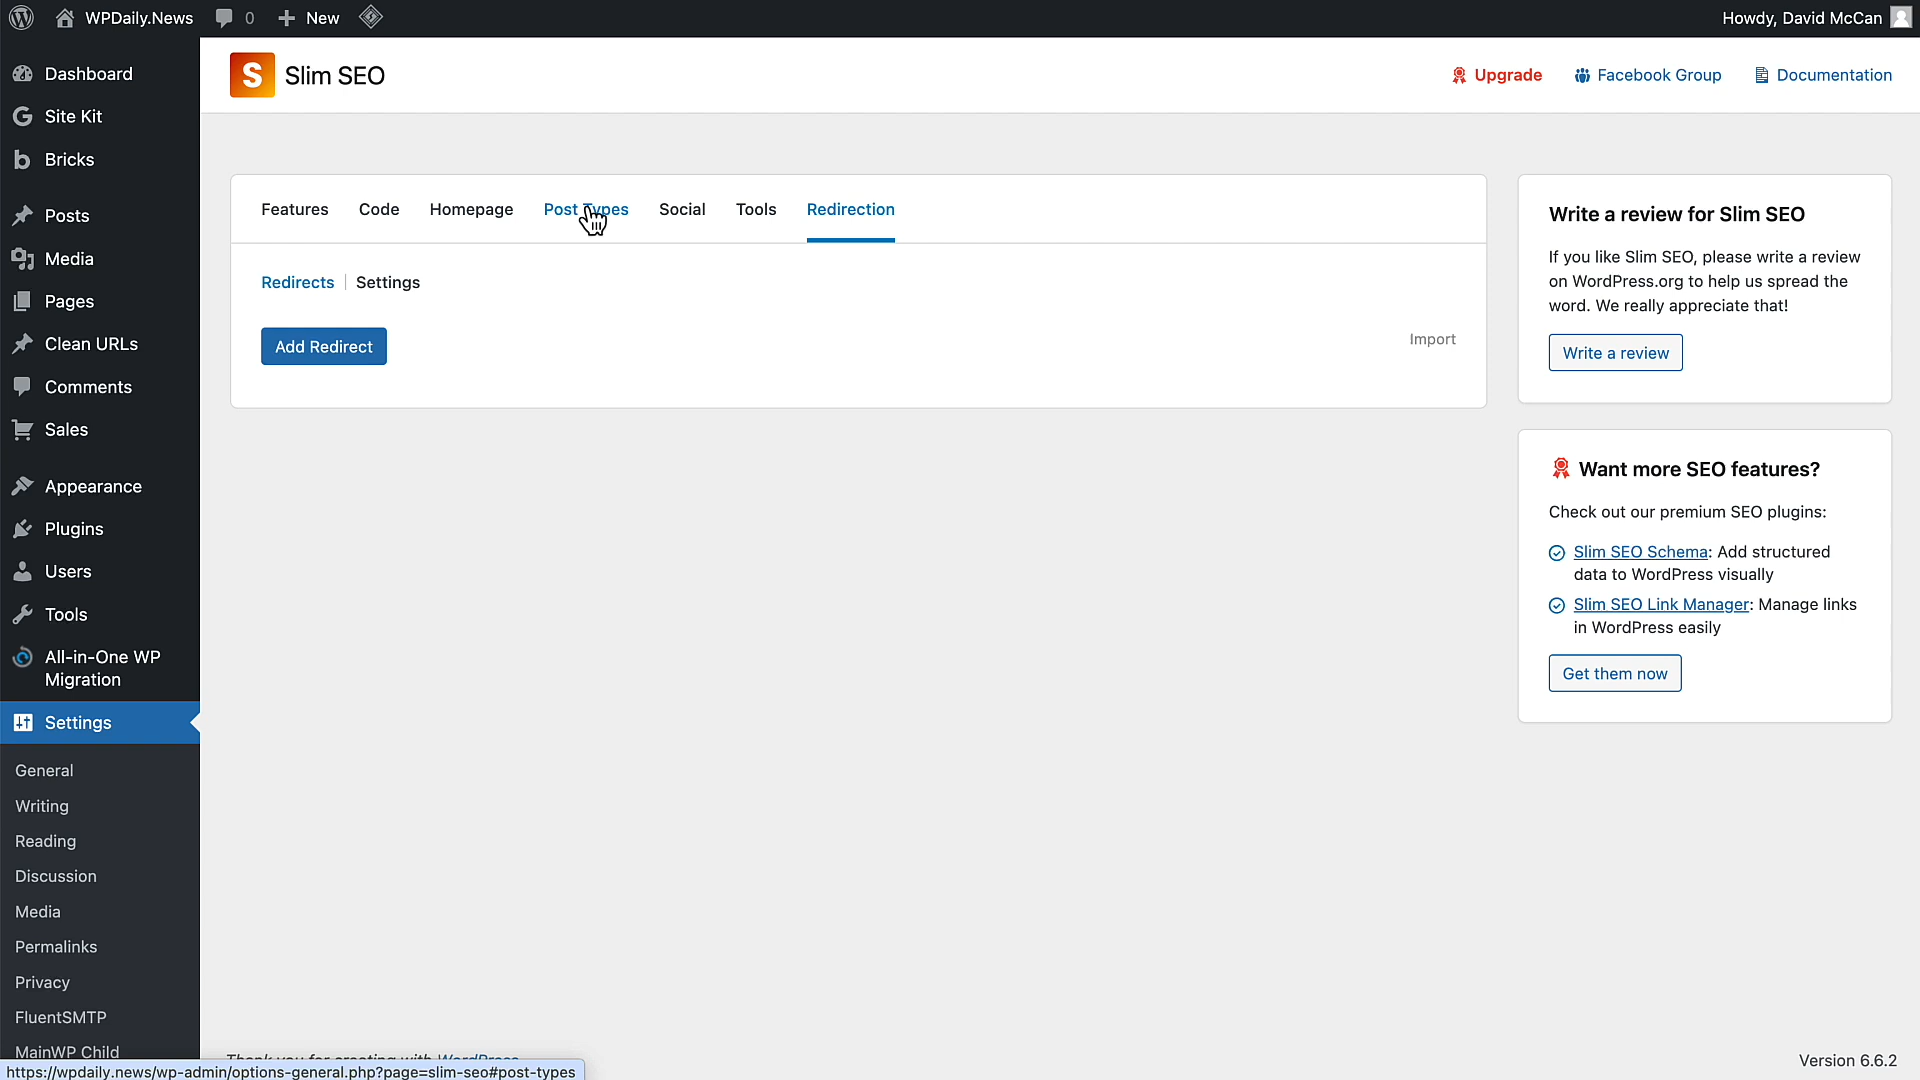 WPDaily.News
0
New
Howdy, David McCan
Dashboard
Site Kit
Bricks
Posts
Media
Pages
Clean URLs
Comments
Sales
Appearance
Plugins
Users
Tools
All-in-One WP
Migration
Settings
General
Writing
Reading
Discussion
Media
Permalinks
Privacy
FluentSMTP
MainWP Child
S
Slim SEO
Upgrade
Facebook Group
Documentation
Features
Code
Homepage
Post Types
Social
Tools
Redirection
Redirects
Settings
Add Redirect
Import
Write a review for Slim SEO
If you like Slim SEO, please write a review
on WordPress.org to help us spread the
word. We really appreciate that!
Write a review
Want more SEO features?
Check out our premium SEO plugins:
Slim SEO Schema: Add structured
data to WordPress visually
Slim SEO Link Manager: Manage links
in WordPress easily
Get them now
Thank you for creating with WordPress
Version 6.6.2
https://wpdaily.news/wp-admin/options-general.php?page=slim-seo#post-types